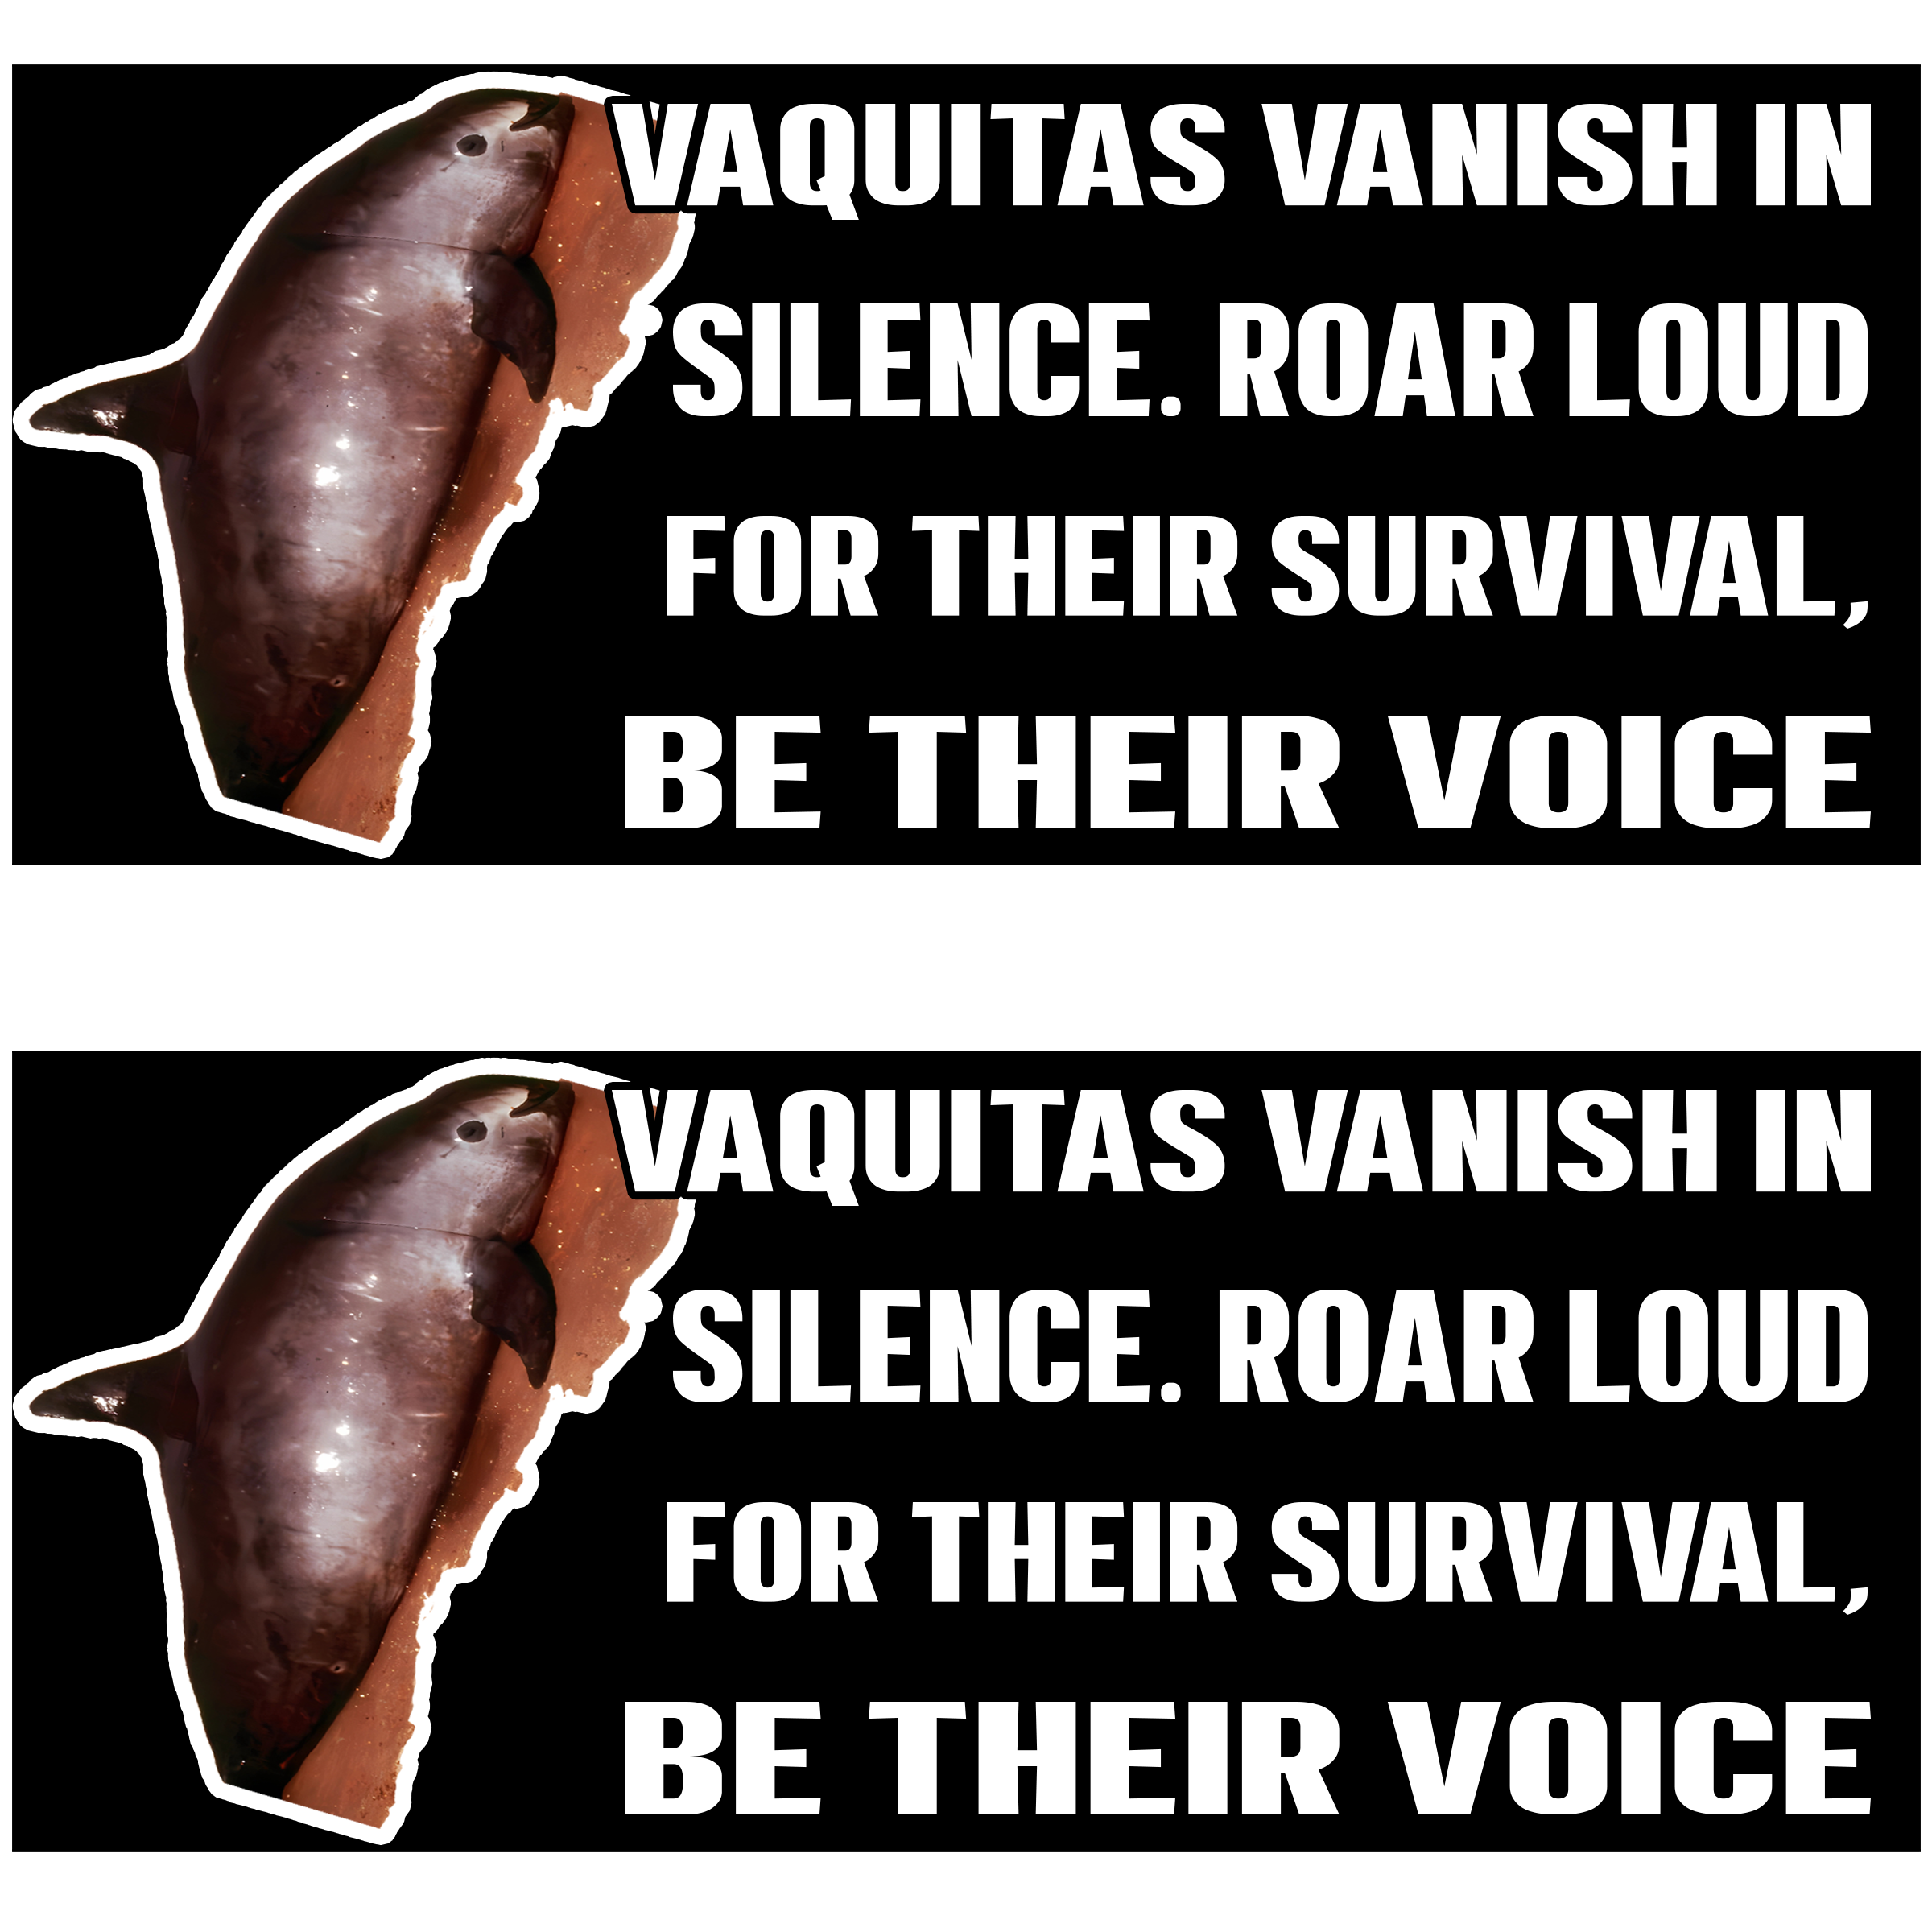 VAQUITAS VANISH IN
SILENCE. ROAR LOUD
FOR THEIR SURVIVAL,
BE THEIR VOICE
VAQUITAS VANISH IN
SILENCE. ROAR LOUD
FOR THEIR SURVIVAL,
BE THEIR VOICE